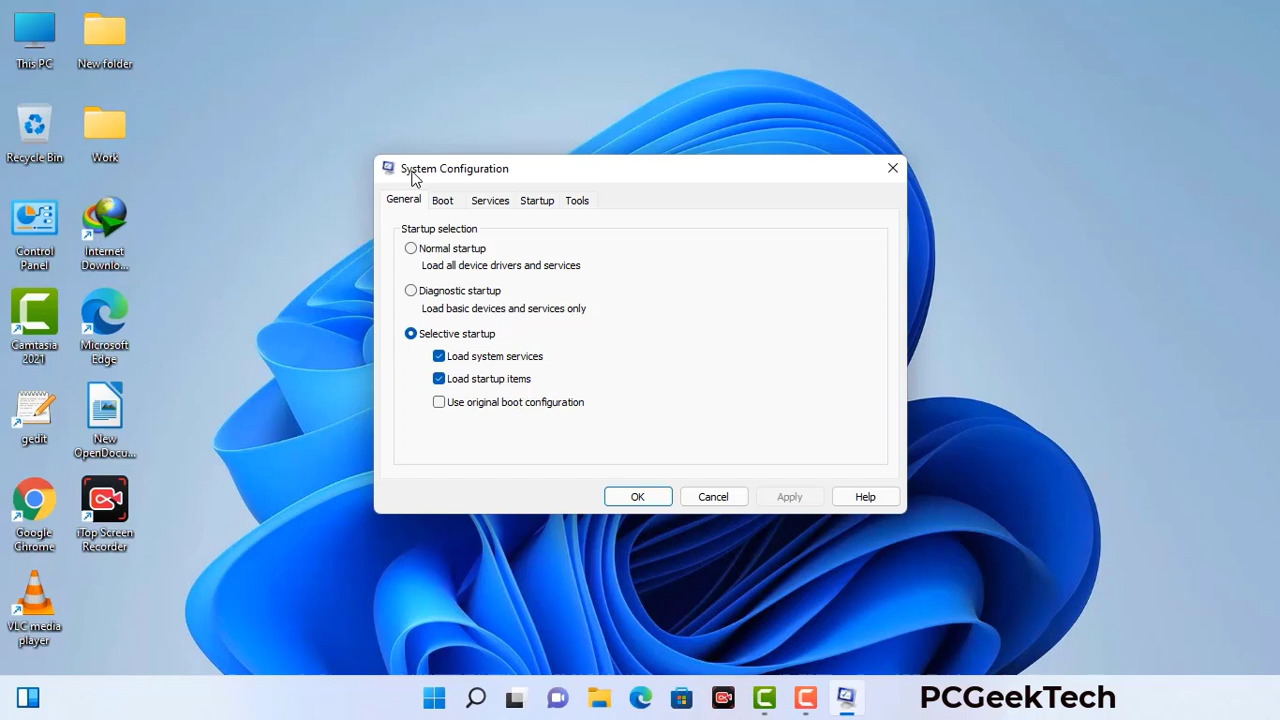 This PC
New folder
Recycle Bin
Work
Control
Panel
Internet
Downlo...
Camtasia
2021
Microsoft
Edge
gedit
New
OpenDocu...
Google
Chrome
iTop Screen
Recorder
VLC media
player
System Configuration
General
Boot
Services
Startup
Tools
Startup selection
Normal startup
Load all device drivers and services
Diagnostic startup
Load basic devices and services only
Selective startup
Load system services
Load startup items
Use original boot configuration
OK
Cancel
Apply
Help
PCGeekTech